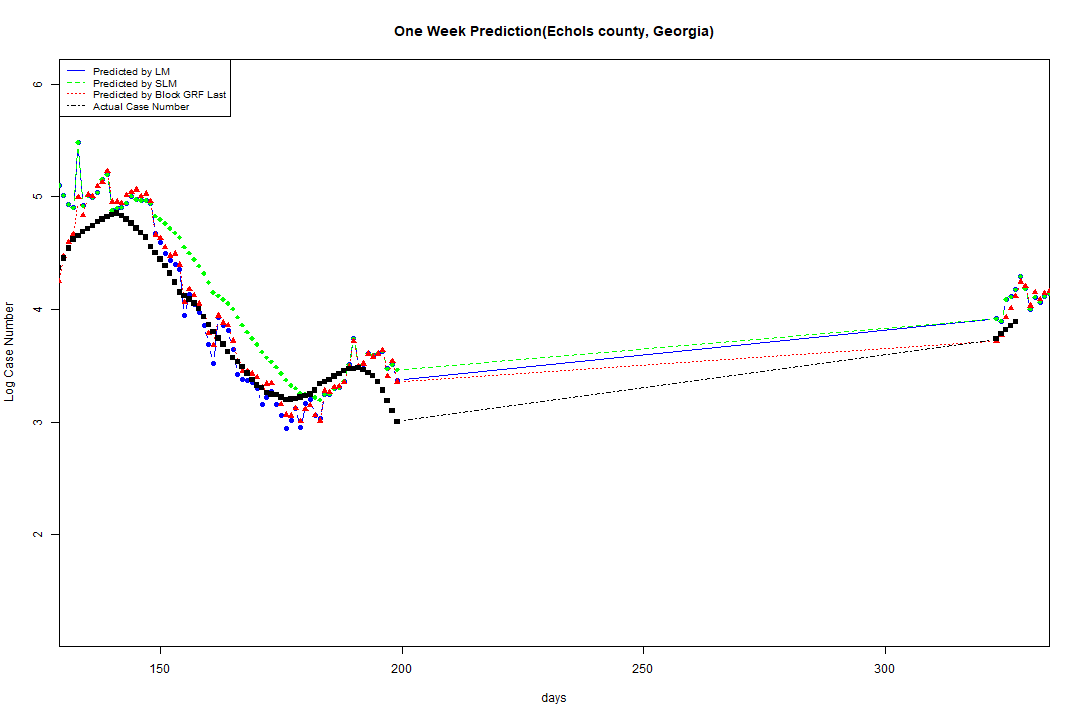 One Week Prediction(Echols county, Georgia)
Predicted by LM
Predicted by SLM
Predicted by Block GRF Last
Actual Case Number
6
5
4
3
2
Log Case Number
150 200 250 300
days